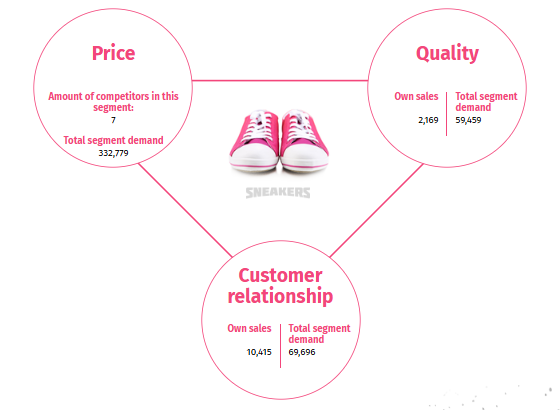 Price
Amount of competitors in this
segment:
7
Total segment demand
332,779
Quality
Own sales
2,169
Total segment
demand
59,459
SNEAKERS
Customer
relationship
Own sales
10,415
Total segment
demand
69,696